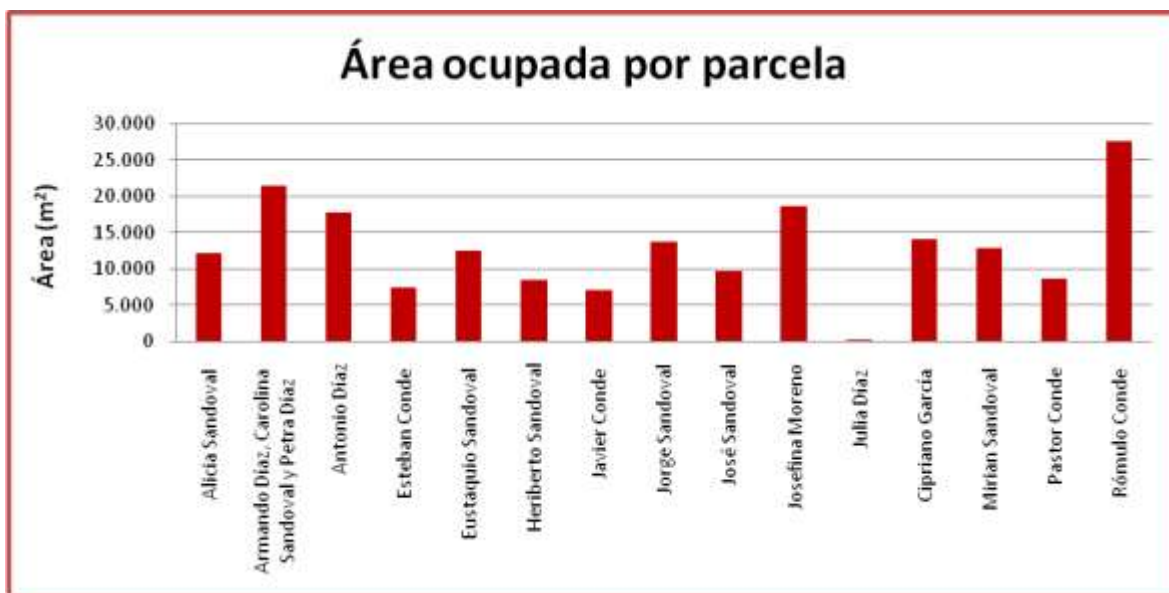 Área ocupada por parcela
Área (m²)
30.000
25.000
20.000
15.000
10.000
5.000
0
Alicia Sandoval
Armando Díaz, Carolina
Sandoval y Petra Díaz
Antonio Díaz
Esteban Conde
Eustaquio Sandoval
Heriberto Sandoval
Javier Conde
Jorge Sandoval
José Sandoval
Josefina Moreno
Julia Díaz
Cipriano García
Mirian Sandoval
Pastor Conde
Rómulo Conde